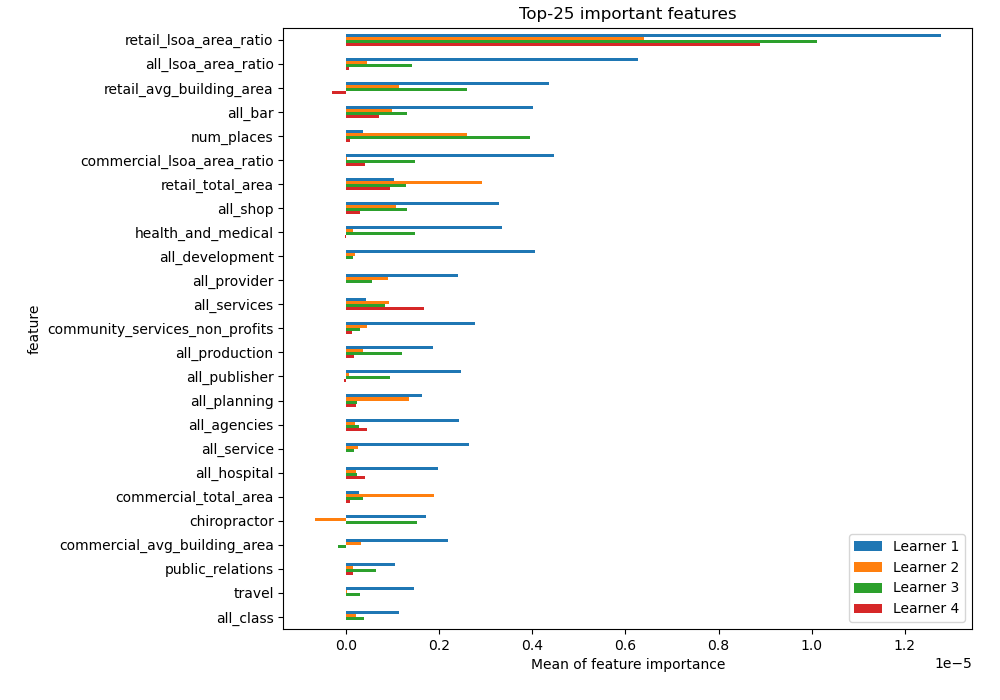 Top-25 important features
retail_lsoa_area_ratio
all_lsoa_area_ratio
retail_avg_building_area
all_bar
num_places
commercial_lsoa_area_ratio
retail_total_area
all_shop
health_and_medical
all_development
all_provider
all_services
community_services_non_profits
all_production
all_publisher
all_planning
all_agencies
all_service
all_hospital
commercial_total_area
chiropractor
commercial_avg_building_area
public_relations
travel
all_class
feature
Learner 1
Learner 2
Learner 3
Learner 4
0.0 0.2 0.4 0.6 0.8 1.0 1.2
1e−5
Mean of feature importance